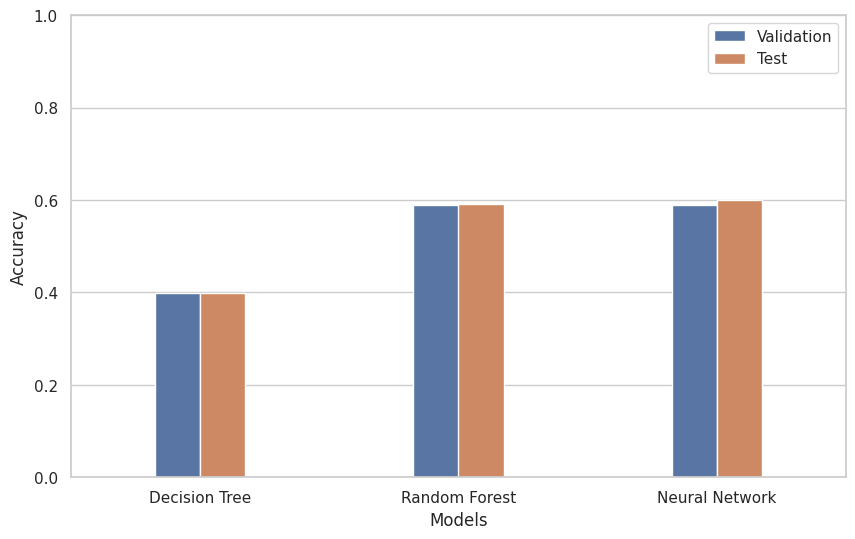 1.0
0.8
0.6
0.4
0.2
0.0
Accuracy
Validation
Test
Decision Tree
Random Forest
Neural Network
Models